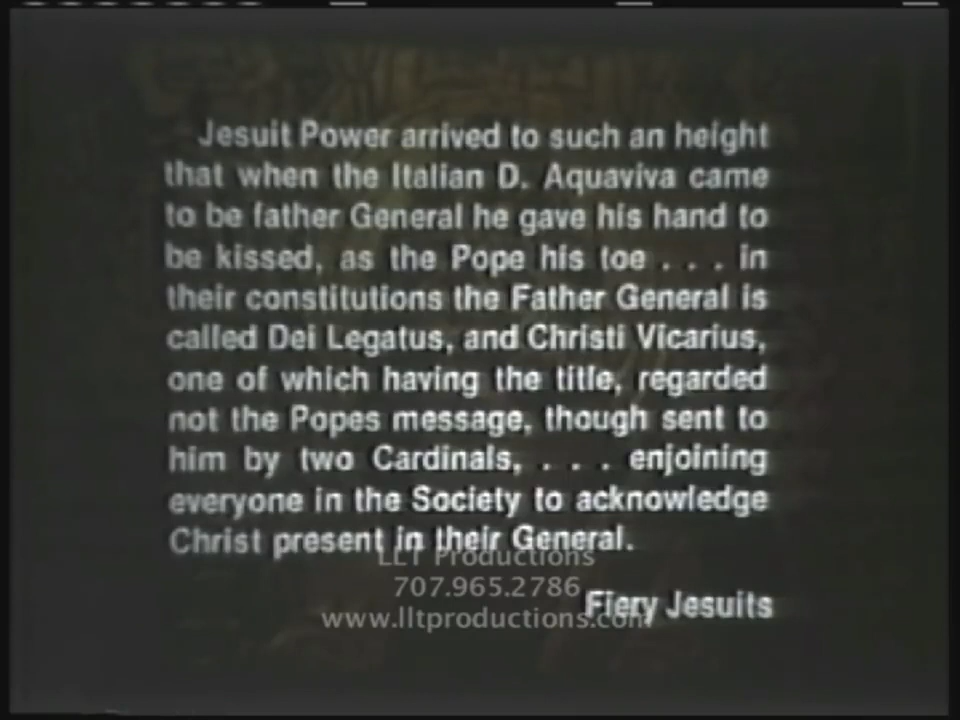 Jesuit Power arrived to such an height
that when the Italian D. Aquaviva came
to be father General he gave his hand to
be kissed, as the Pope his toe . . . in
their constitutions the Father General is
called Dei Legatus, and Christi Vicarius,
one of which having the title, regarded
not the Popes message, though sent to
him by two Cardinals, . . . enjoining
everyone in the Society to acknowledge
Christ present in their General.
LLT Productions
707.965.2786
Fiery Jesuits
www.lltproductions.com